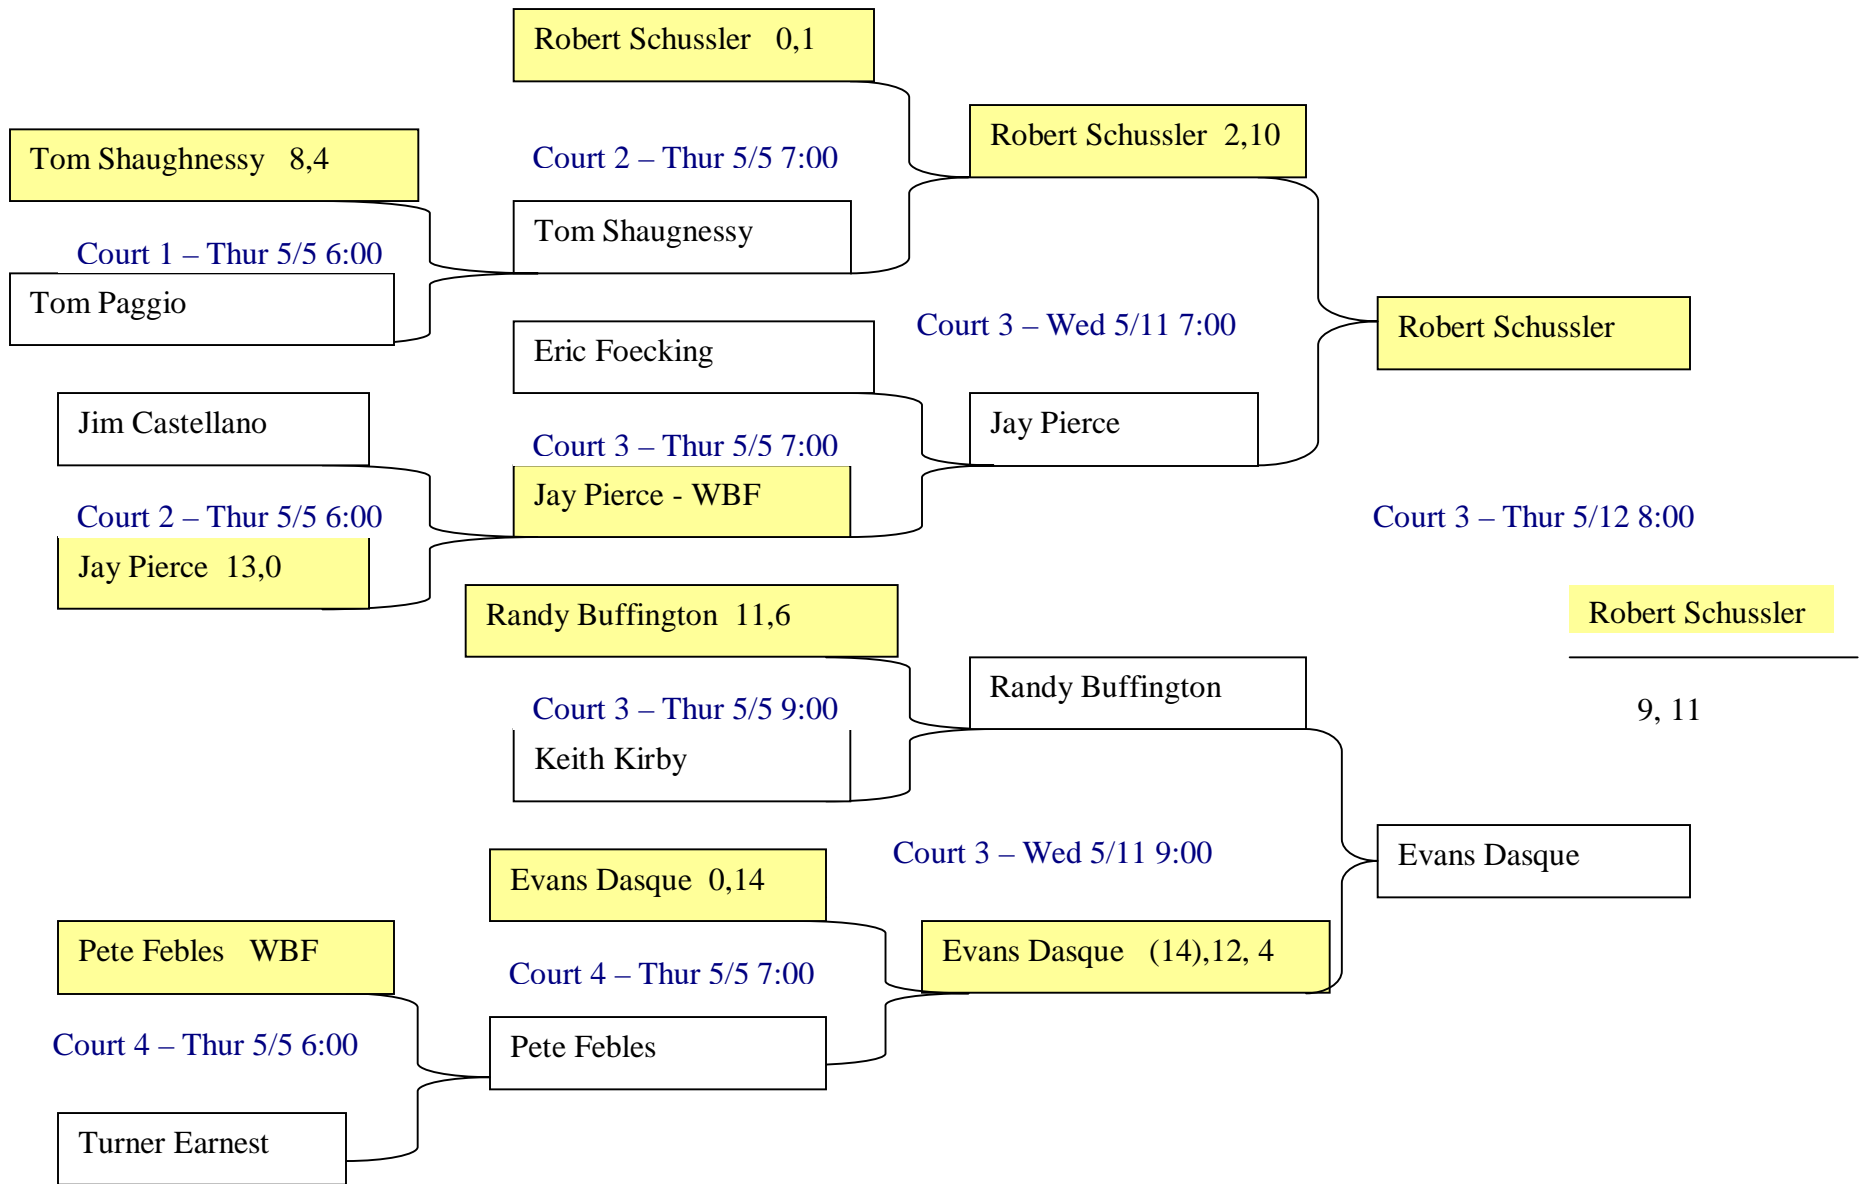 Robert Schussler 0,1
Robert Schussler 2,10
Tom Shaughnessy 8,4
Court 2 – Thur 5/5 7:00
Tom Shaugnessy
Court 1 – Thur 5/5 6:00
Tom Paggio
Court 3 – Wed 5/11 7:00
Robert Schussler
Eric Foecking
Jim Castellano
Jay Pierce
Court 3 – Thur 5/5 7:00
Jay Pierce - WBF
Court 2 – Thur 5/5 6:00
Court 3 – Thur 5/12 8:00
Jay Pierce 13,0
Randy Buffington 11,6
Robert Schussler
Randy Buffington
Court 3 – Thur 5/5 9:00
9, 11
Keith Kirby
Court 3 – Wed 5/11 9:00
Evans Dasque
Evans Dasque 0,14
Pete Febles WBF
Evans Dasque (14),12, 4
Court 4 – Thur 5/5 7:00
Court 4 – Thur 5/5 6:00
Pete Febles
Turner Earnest